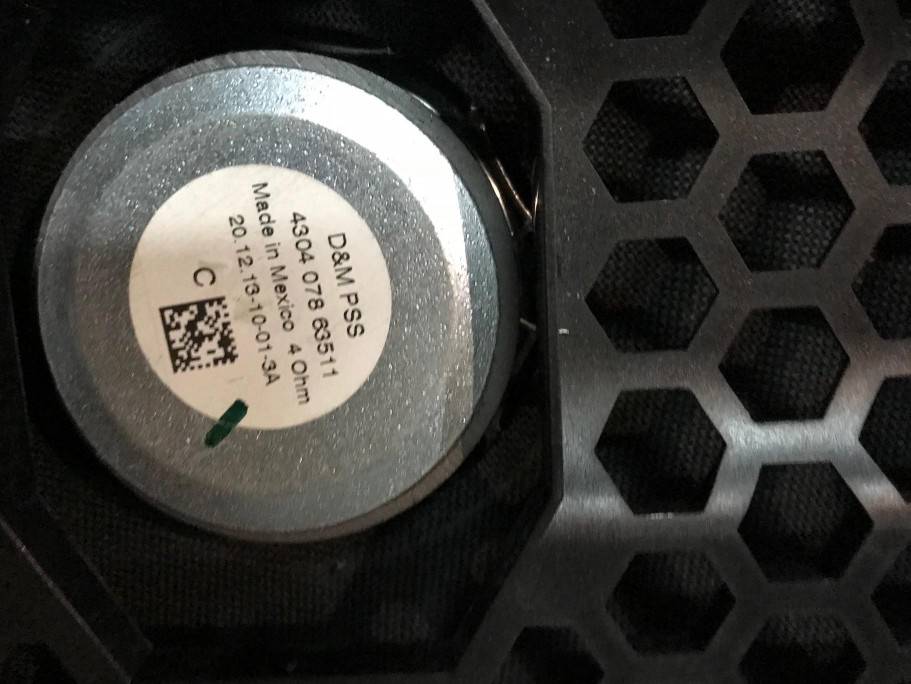 D&M PSS
4304 078 63511
Made in Mexico 4 Ohm
20.12.13-10-01-3A
C